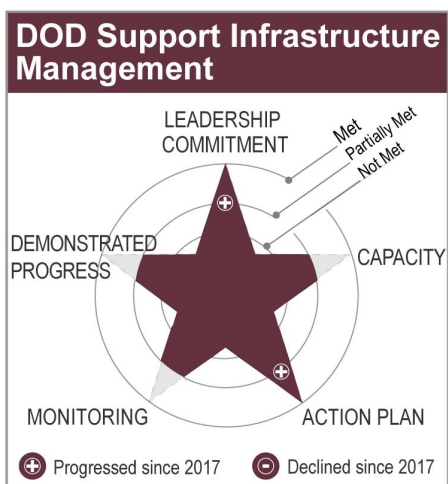 DOD Support Infrastructure
Management
LEADERSHIP
COMMITMENT
Met
Partially Met
Not Met
DEMONSTRATED
PROGRESS
CAPACITY
MONITORING
ACTION PLAN
Progressed since 2017
Declined since 2017